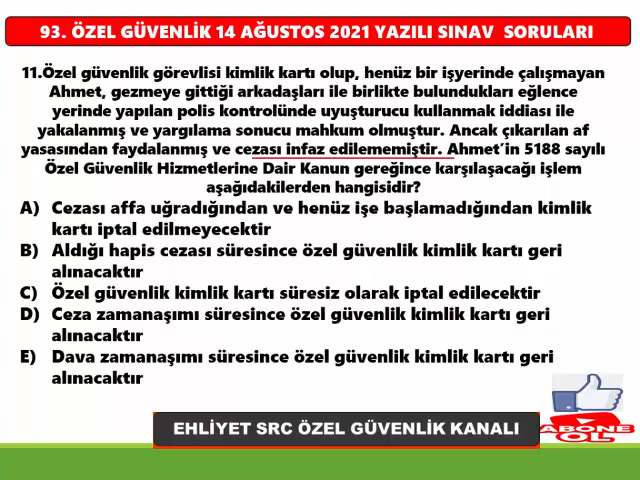 93. ÖZEL GÜVENLİK 14 AĞUSTOS 2021 YAZILI SINAV SORULARI
11.Özel güvenlik görevlisi kimlik kartı olup, henüz bir işyerinde çalışmayan
Ahmet, gezmeye gittiği arkadaşları ile birlikte bulundukları eğlence
yerinde yapılan polis kontrolünde uyuşturucu kullanmak iddiası ile
yakalanmış ve yargılama sonucu mahkum olmuştur. Ancak çıkarılan af
yasasından faydalanmış ve cezası infaz edilememiştir. Ahmet'in 5188 sayılı
Özel Güvenlik Hizmetlerine Dair Kanun gereğince karşılaşacağı işlem
aşağıdakilerden hangisidir?
A) Cezası affa uğradığından ve henüz işe başlamadığından kimlik
kartı iptal edilmeyecektir
B) Aldığı hapis cezası süresince özel güvenlik kimlik kartı geri
alınacaktır
C) Özel güvenlik kimlik kartı süresiz olarak iptal edilecektir
D) Ceza zamanaşımı süresince özel güvenlik kimlik kartı geri
alınacaktır
E) Dava zamanaşımı süresince özel güvenlik kimlik kartı geri
alınacaktır
EHLİYET SRC ÖZEL GÜVENLİK KANALI
ABONE
OL